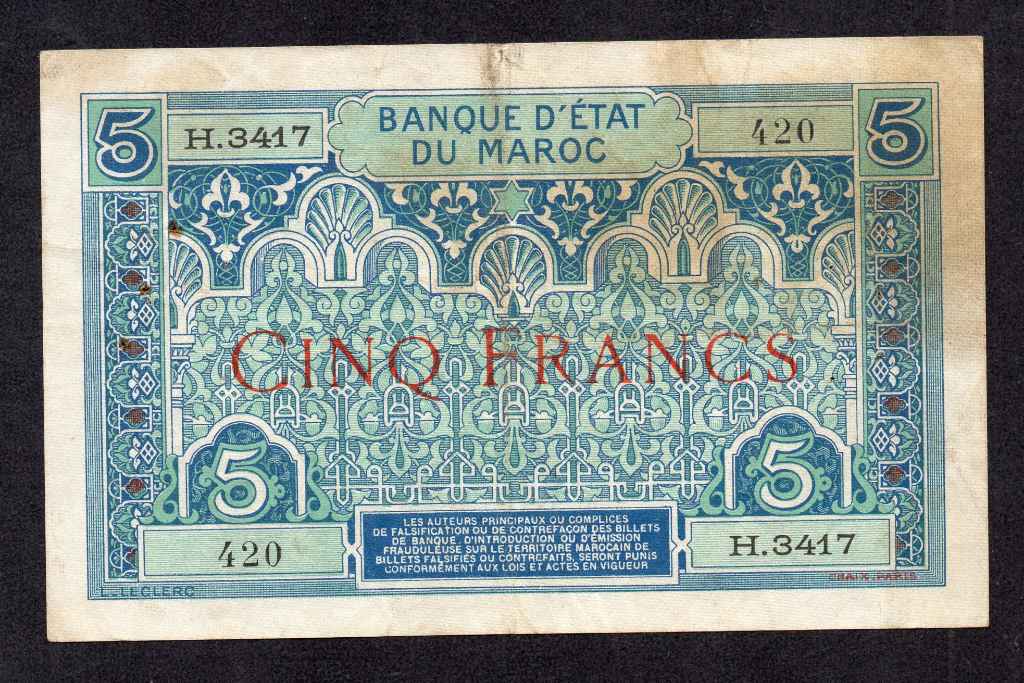 5
BANQUE D'ÉTAT
DU MAROC
5
H.3417
420
CINQ FRANCS
5
5
LES AUTEURS PRINCIPAUX OU COMPLICES
DE FALSIFICATION OU DE CONTREFAÇON DES BILLETS
DE BANQUE, D'INTRODUCTION OU D'ÉMISSION
FRAUDULEUSE SUR LE TERRITOIRE MAROCAIN DE
BILLETS FALSIFIÉS OU CONTREFAITS, SERONT PUNIS
CONFORMÉMENT AUX LOIS ET ACTES EN VIGUEUR
420
H.3417
L. LECLERC
CHAIX. PARIS